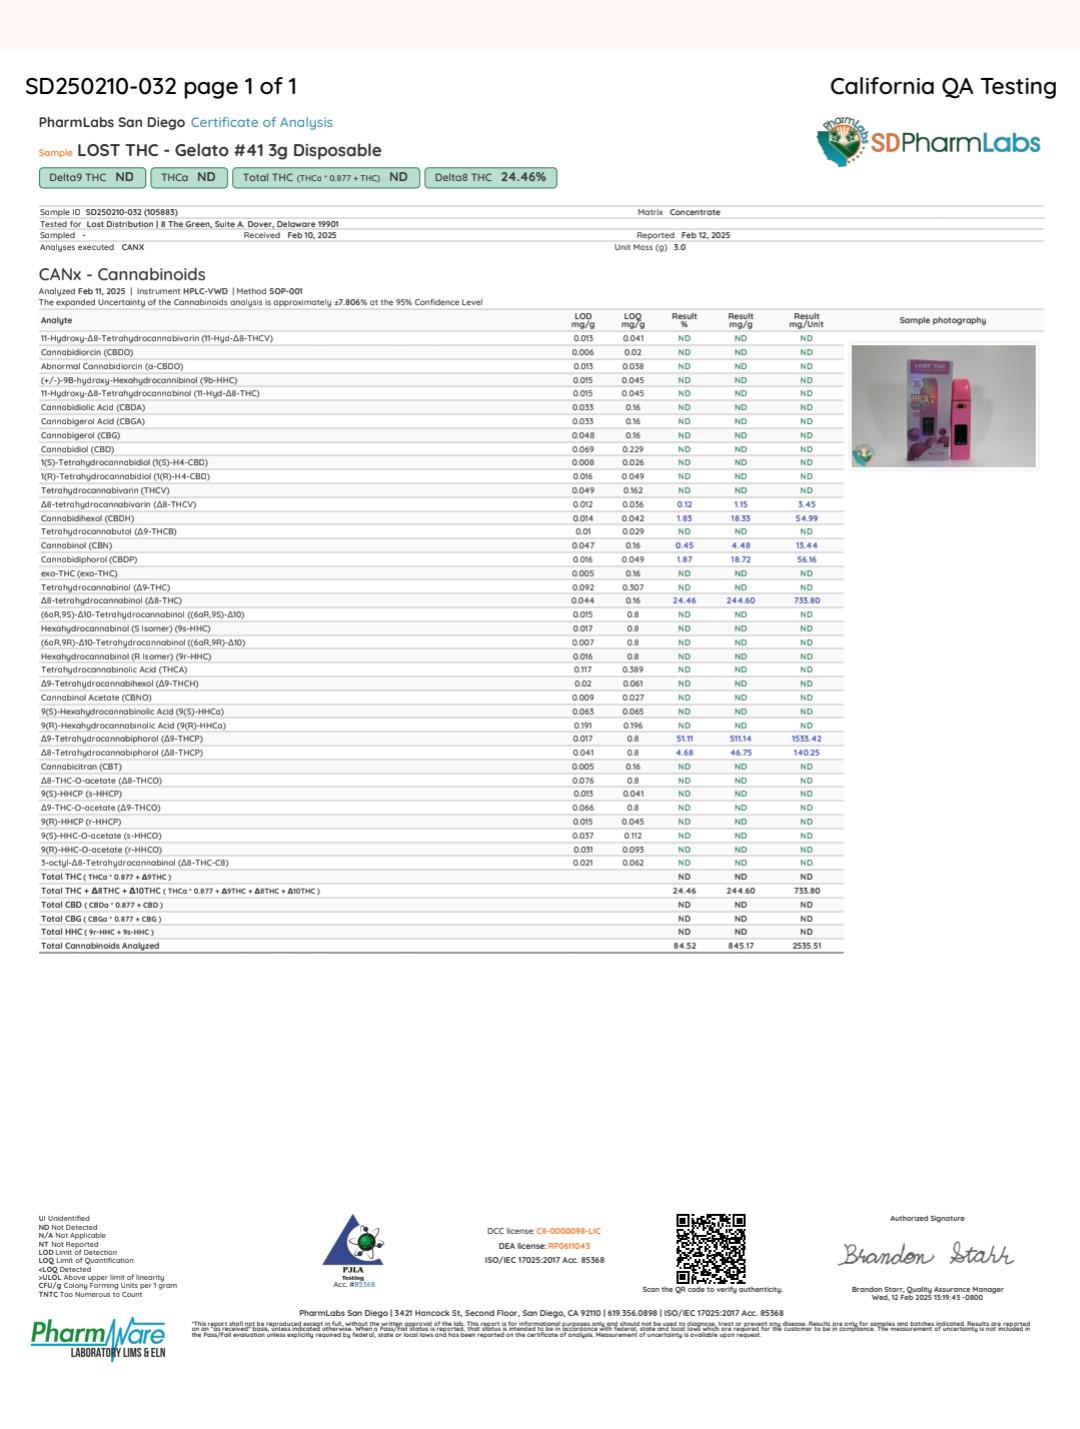 SD250210-032 page 1 of 1
California QA Testing
PharmLabs San Diego Certificate of Analysis
PharmLabs
SDPharmLabs
Sample LOST THC - Gelato #41 3g Disposable
Delta9 THC ND
THCa ND
Total THC (THCa * 0.877 + THC) ND
Delta8 THC 24.46%
Sample ID SD250210-032 (105883) Matrix Concentrate
Tested for Lost Distribution | 8 The Green, Suite A. Dover, Delaware 19901
Sampled - Received Feb 10, 2025 Reported Feb 12, 2025
Analyses executed CANX Unit Mass (g) 3.0
CANx - Cannabinoids
Analyzed Feb 11, 2025 | Instrument HPLC-VWD | Method SOP-001
The expanded Uncertainty of the Cannabinoids analysis is approximately ±7.806% at the 95% Confidence Level
Analyte LOD mg/g LOQ mg/g Result % Result mg/g Result mg/Unit Sample photography
11-Hydroxy-Δ8-Tetrahydrocannabivarin (11-Hyd-Δ8-THCV) 0.013 0.041 ND ND ND
Cannabidiorcin (CBDO) 0.006 0.02 ND ND ND
Abnormal Cannabidiorcin (a-CBDO) 0.013 0.038 ND ND ND
(+/-)-9B-hydroxy-Hexahydrocannibinol (9b-HHC) 0.015 0.045 ND ND ND
11-Hydroxy-Δ8-Tetrahydrocannabinol (11-Hyd-Δ8-THC) 0.015 0.045 ND ND ND
Cannabidiolic Acid (CBDA) 0.033 0.16 ND ND ND
Cannabigerol Acid (CBGA) 0.033 0.16 ND ND ND
Cannabigerol (CBG) 0.048 0.16 ND ND ND
Cannabidiol (CBD) 0.069 0.229 ND ND ND
1(S)-Tetrahydrocannabidiol (1(S)-H4-CBD) 0.008 0.026 ND ND ND
1(R)-Tetrahydrocannabidiol (1(R)-H4-CBD) 0.016 0.049 ND ND ND
Tetrahydrocannabivarin (THCV) 0.049 0.162 ND ND ND
Δ8-tetrahydrocannabivarin (Δ8-THCV) 0.012 0.036 0.12 1.15 3.45
Cannabidihexol (CBDH) 0.014 0.042 1.83 18.33 54.99
Tetrahydrocannabutol (Δ9-THCB) 0.01 0.029 ND ND ND
Cannabinol (CBN) 0.047 0.16 0.45 4.48 13.44
Cannabidiphorol (CBDP) 0.016 0.049 1.87 18.72 56.16
exo-THC (exo-THC) 0.005 0.16 ND ND ND
Tetrahydrocannabinol (Δ9-THC) 0.092 0.307 ND ND ND
Δ8-tetrahydrocannabinol (Δ8-THC) 0.044 0.16 24.46 244.60 733.80
(6aR,9S)-Δ10-Tetrahydrocannabinol ((6aR,9S)-Δ10) 0.015 0.8 ND ND ND
Hexahydrocannabinol (S Isomer) (9s-HHC) 0.017 0.8 ND ND ND
(6aR,9R)-Δ10-Tetrahydrocannabinol ((6aR,9R)-Δ10) 0.007 0.8 ND ND ND
Hexahydrocannabinol (R Isomer) (9r-HHC) 0.016 0.8 ND ND ND
Tetrahydrocannabinolic Acid (THCA) 0.117 0.389 ND ND ND
Δ9-Tetrahydrocannabihexol (Δ9-THCH) 0.02 0.061 ND ND ND
Cannabinol Acetate (CBNO) 0.009 0.027 ND ND ND
9(S)-Hexahydrocannabinolic Acid (9(S)-HHCa) 0.063 0.065 ND ND ND
9(R)-Hexahydrocannabinolic Acid (9(R)-HHCa) 0.191 0.196 ND ND ND
Δ9-Tetrahydrocannabiphorol (Δ9-THCP) 0.017 0.8 51.11 511.14 1533.42
Δ8-Tetrahydrocannabiphorol (Δ8-THCP) 0.041 0.8 4.68 46.75 140.25
Cannabicitran (CBT) 0.005 0.16 ND ND ND
Δ8-THC-O-acetate (Δ8-THCO) 0.076 0.8 ND ND ND
9(S)-HHCP (s-HHCP) 0.013 0.041 ND ND ND
Δ9-THC-O-acetate (Δ9-THCO) 0.066 0.8 ND ND ND
9(R)-HHCP (r-HHCP) 0.015 0.045 ND ND ND
9(S)-HHC-O-acetate (s-HHCO) 0.037 0.112 ND ND ND
9(R)-HHC-O-acetate (r-HHCO) 0.031 0.093 ND ND ND
3-octyl-Δ8-Tetrahydrocannabinol (Δ8-THC-C8) 0.021 0.062 ND ND ND
Total THC ( THCa * 0.877 + Δ9THC ) ND ND ND
Total THC + Δ8THC + Δ10THC ( THCa * 0.877 + Δ9THC + Δ8THC + Δ10THC ) 24.46 244.60 733.80
Total CBD ( CBDa * 0.877 + CBD ) ND ND ND
Total CBG ( CBGa * 0.877 + CBG ) ND ND ND
Total HHC ( 9r-HHC + 9s-HHC ) ND ND ND
Total Cannabinoids Analyzed 84.52 845.17 2535.51
LOST THC
UI Unidentified
ND Not Detected
N/A Not Applicable
NT Not Reported
LOD Limit of Detection
LOQ Limit of Quantification
<LOQ Detected
>ULOL Above upper limit of linearity
CFU/g Colony Forming Units per 1 gram
TNTC Too Numerous to Count
PJLA
Testing
Acc. #85368
DCC license: C8-0000098-LIC
DEA license: RP0611043
ISO/IEC 17025:2017 Acc. 85368
Scan the QR code to verify authenticity.
Authorized Signature
Brandon Starr
Brandon Starr, Quality Assurance Manager
Wed, 12 Feb 2025 15:19:43 -0800
PharmWare
LABORATORY LIMS & ELN
PharmLabs San Diego | 3421 Hancock St, Second Floor, San Diego, CA 92110 | 619.356.0898 | ISO/IEC 17025:2017 Acc. 85368
*This report shall not be reproduced except in full, without the written approval of the lab. This report is for informational purposes only and should not be used to diagnose, treat or prevent any disease. Results are only for samples and batches indicated. Results are reported
on an "as received" basis, unless indicated otherwise. When a Pass/Fail status is reported, that status is intended to be in accordance with federal, state and local laws which are required for the customer to be in compliance. The measurement of uncertainty is not included in
the Pass/Fail evaluation unless explicitly required by federal, state or local laws and has been reported on the certificate of analysis. Measurement of uncertainty is available upon request.